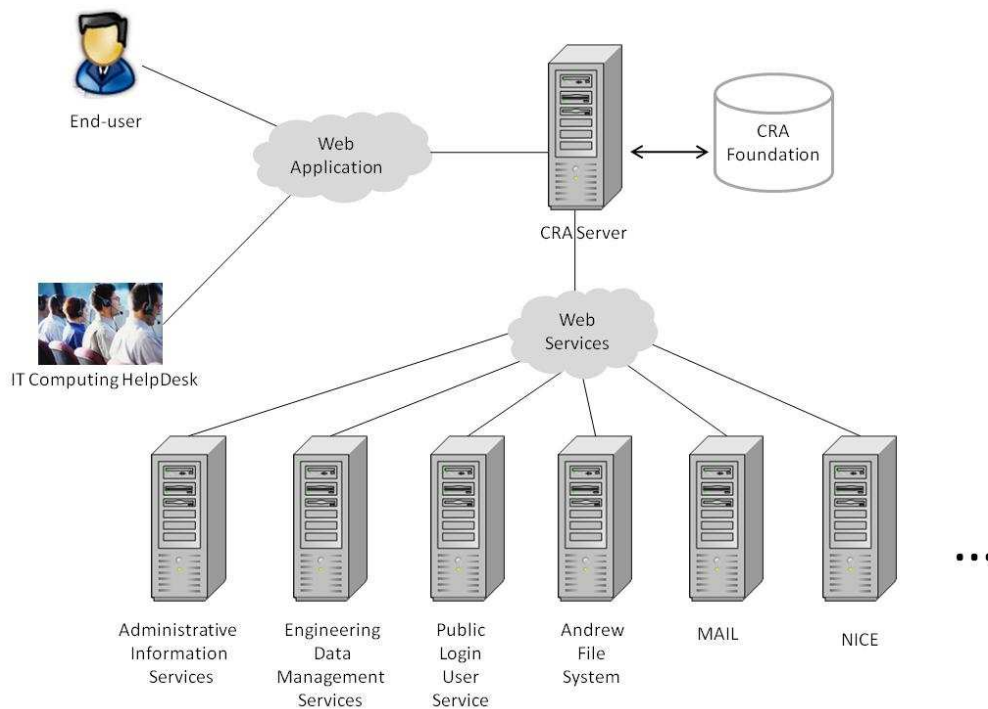 End-user
Web
Application
CRA
Foundation
CRA Server
IT Computing HelpDesk
Web
Services
Administrative
Information
Services
Engineering
Data
Management
Services
Public
Login
User
Service
Andrew
File
System
MAIL
NICE
...